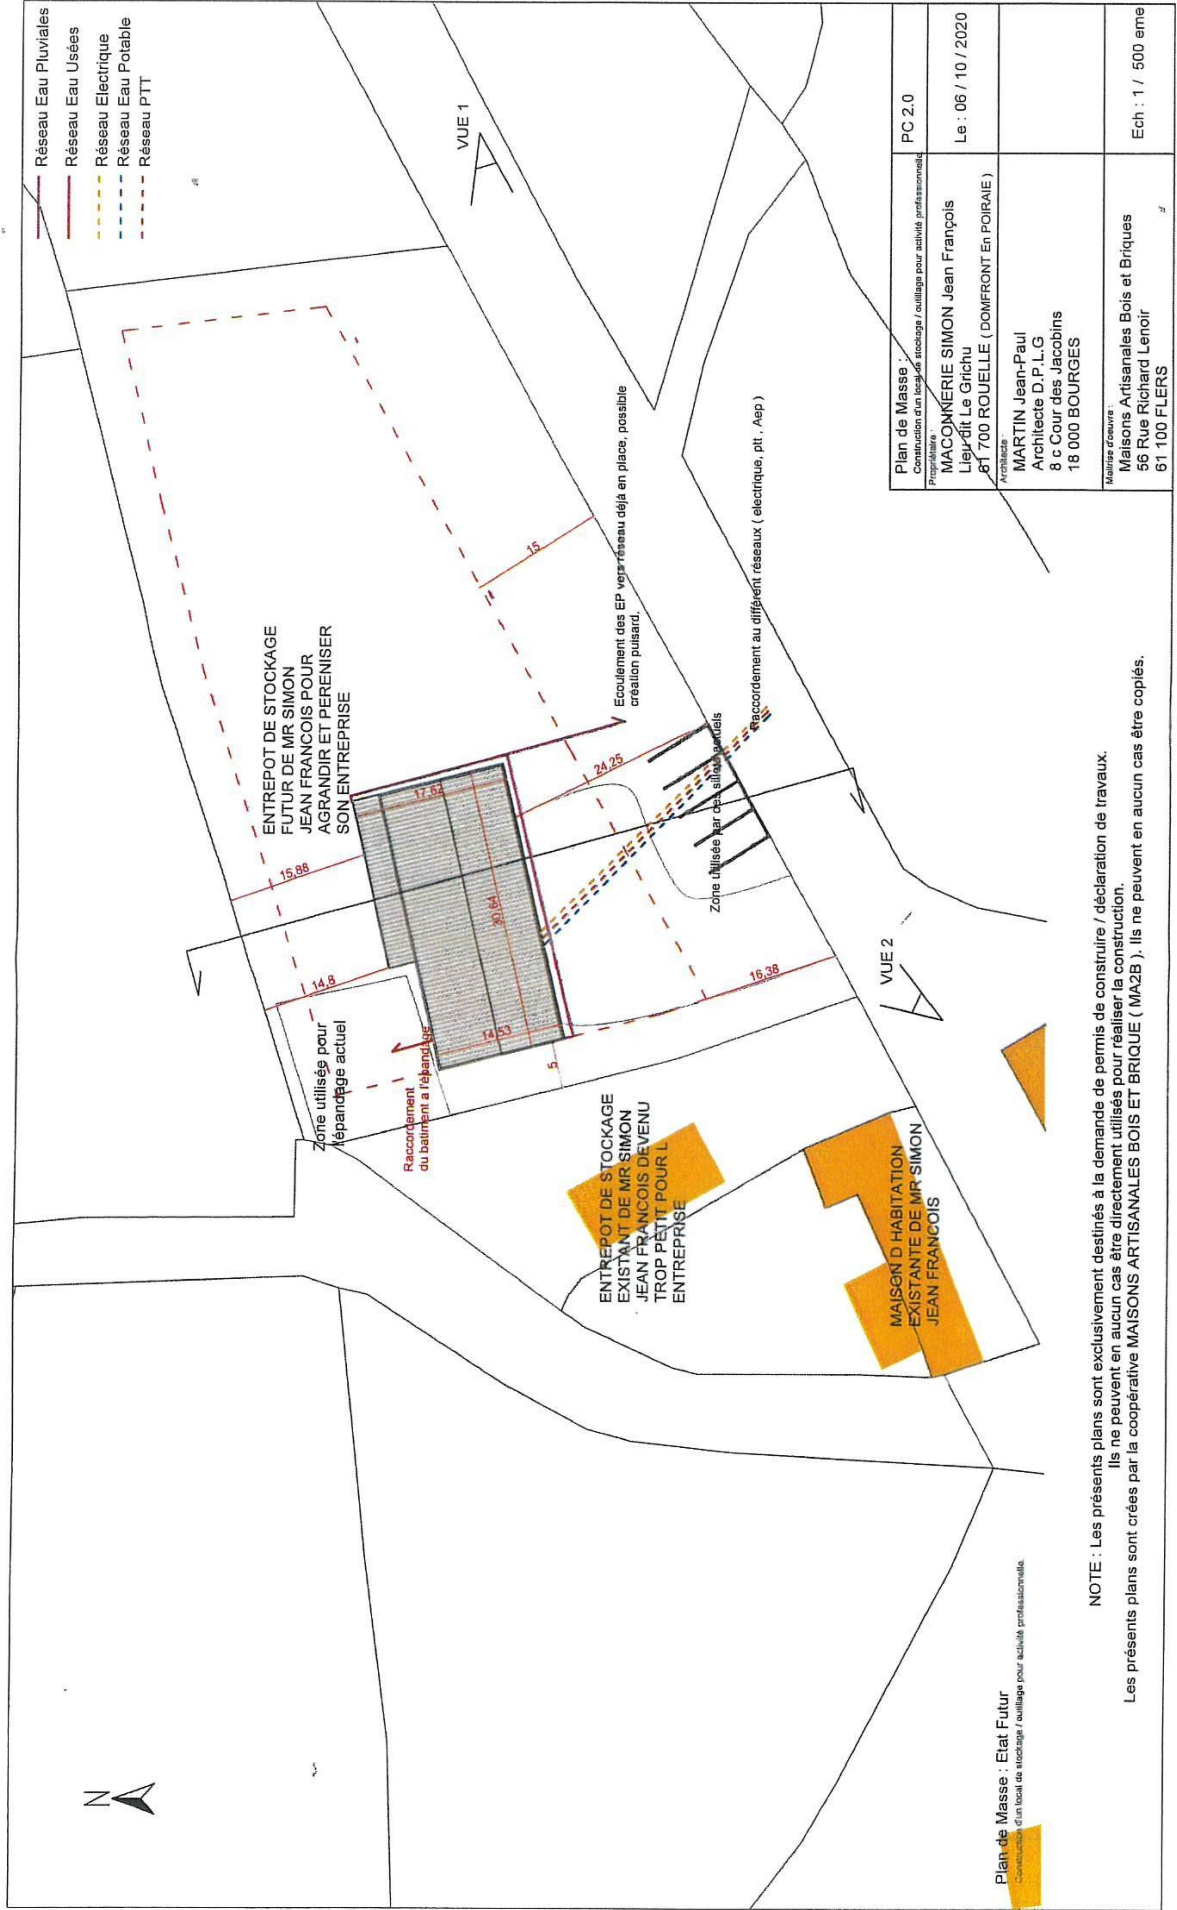 Réseau Eau Pluviales
Réseau Eau Usées
Réseau Electrique
Réseau Eau Potable
Réseau PTT
N
VUE 1
ENTREPOT DE STOCKAGE
FUTUR DE MR SIMON
JEAN FRANCOIS POUR
AGRANDIR ET PERENISER
SON ENTREPRISE
15,88
14,8
17,62
30,64
14,53
5
24,25
15
16,38
Zone utilisée pour
l'épandage actuel
Raccordement
du batiment a l'épandage
Ecoulement des EP vers réseau déjà en place, possible
création puisard.
Zone utilisée par des silos actuels
Raccordement au différent réseaux ( electrique, ptt , Aep )
ENTREPOT DE STOCKAGE
EXISTANT DE MR SIMON
JEAN FRANCOIS DEVENU
TROP PETIT POUR L
ENTREPRISE
VUE 2
MAISON D HABITATION
EXISTANTE DE MR SIMON
JEAN FRANCOIS
Plan de Masse : Etat Futur
Construction d'un local de stockage / outillage pour activité professionnelle.
NOTE : Les présents plans sont exclusivement destinés à la demande de permis de construire / déclaration de travaux.
Ils ne peuvent en aucun cas être directement utilisés pour réaliser la construction.
Les présents plans sont crées par la coopérative MAISONS ARTISANALES BOIS ET BRIQUE ( MA2B ). Ils ne peuvent en aucun cas être copiés.
Plan de Masse :
Construction d'un local de stockage / outillage pour activité professionnelle.
PC 2.0
Propriétaire :
MACONNERIE SIMON Jean François
Lieu dit Le Grichu
61 700 ROUELLE ( DOMFRONT En POIRAIE )
Le : 06 / 10 / 2020
Architecte :
MARTIN Jean-Paul
Architecte D.P.L.G
8 c Cour des Jacobins
18 000 BOURGES
Maîtrise d'oeuvre :
Maisons Artisanales Bois et Briques
56 Rue Richard Lenoir
61 100 FLERS
Ech : 1 / 500 eme